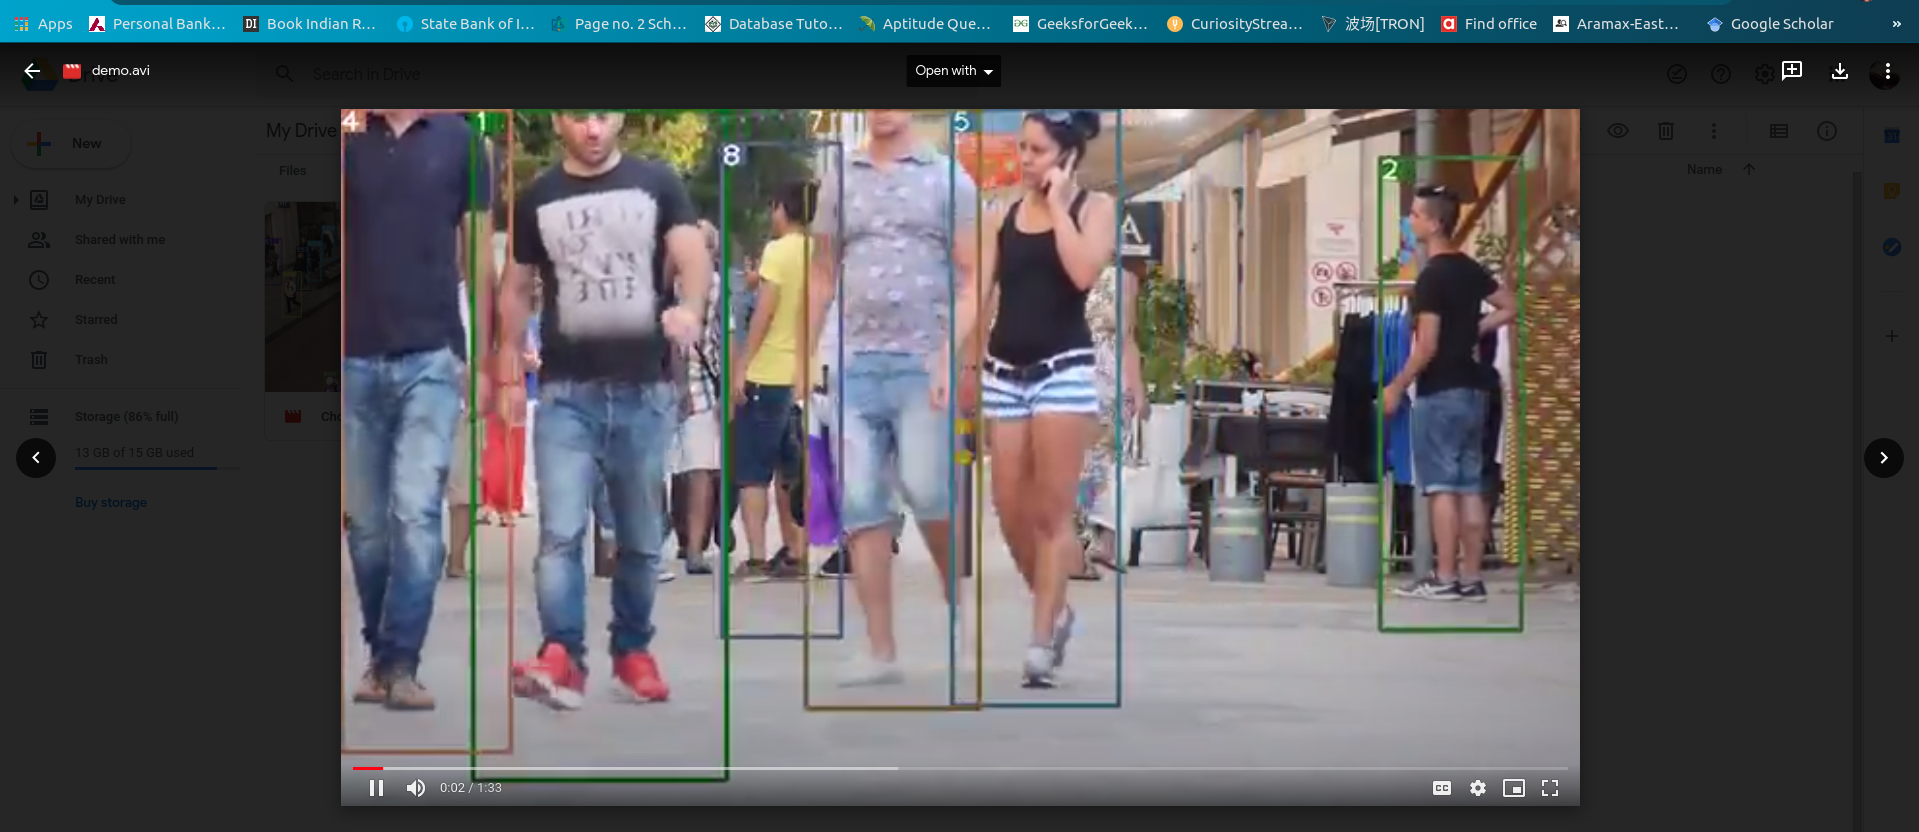 Apps Personal Bank... Book Indian R... State Bank of I... Page no. 2 Sch... Database Tuto... Aptitude Que... GeeksforGeek... CuriosityStrea... 波场[TRON] Find office Aramax-East... Google Scholar »
demo.avi Open with
Search in Drive
New My Drive
Files Name
My Drive
Shared with me
Recent
Starred
Trash
Storage (86% full)
13 GB of 15 GB used
Buy storage
Cho
4 1 7 5
8 2
A
0:02 / 1:33 CC